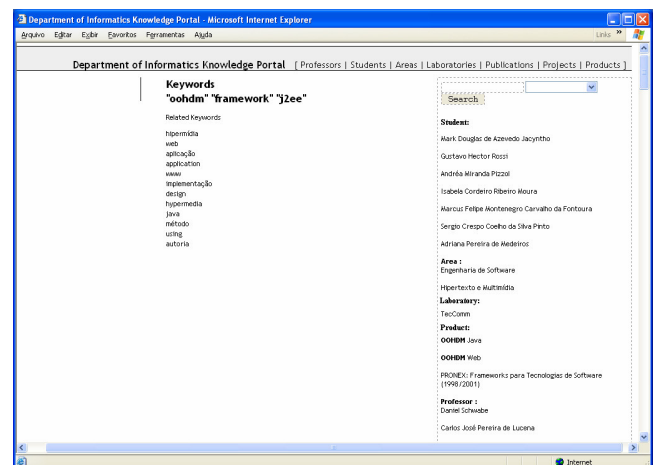 Department of Informatics Knowledge Portal - Microsoft Internet Explorer
Arquivo Editar Exibir Favoritos Ferramentas Ajuda
Links »
Department of Informatics Knowledge Portal [ Professors | Students | Areas | Laboratories | Publications | Projects | Products ]
Keywords
"oohdm" "framework" "j2ee"
Related Keywords
hipermídia
web
aplicação
application
www
implementação
design
hypermedia
java
método
using
autoria
Search
Student:
Mark Douglas de Azevedo Jacyntho
Gustavo Hector Rossi
Andréa Miranda Pizzol
Isabela Cordeiro Ribeiro Moura
Marcus Felipe Montenegro Carvalho da Fontoura
Sergio Crespo Coelho da Silva Pinto
Adriana Pereira de Medeiros
Area :
Engenharia de Software
Hipertexto e Multimídia
Laboratory:
TecComm
Product:
OOHDM Java
OOHDM Web
PRONEX: Frameworks para Tecnologias de Software
(1998/2001)
Professor :
Daniel Schwabe
Carlos José Pereira de Lucena
Internet